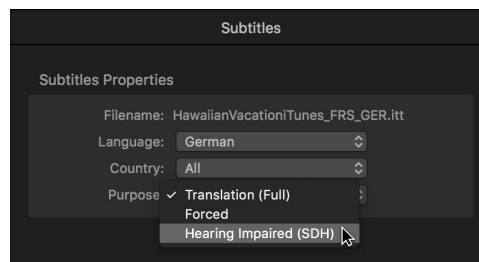 Subtitles
Subtitles Properties
Filename: HawaiianVacationiTunes_FRS_GER.itt
Language: German
Country: All
Purpose ✓ Translation (Full)
Forced
Hearing Impaired (SDH)